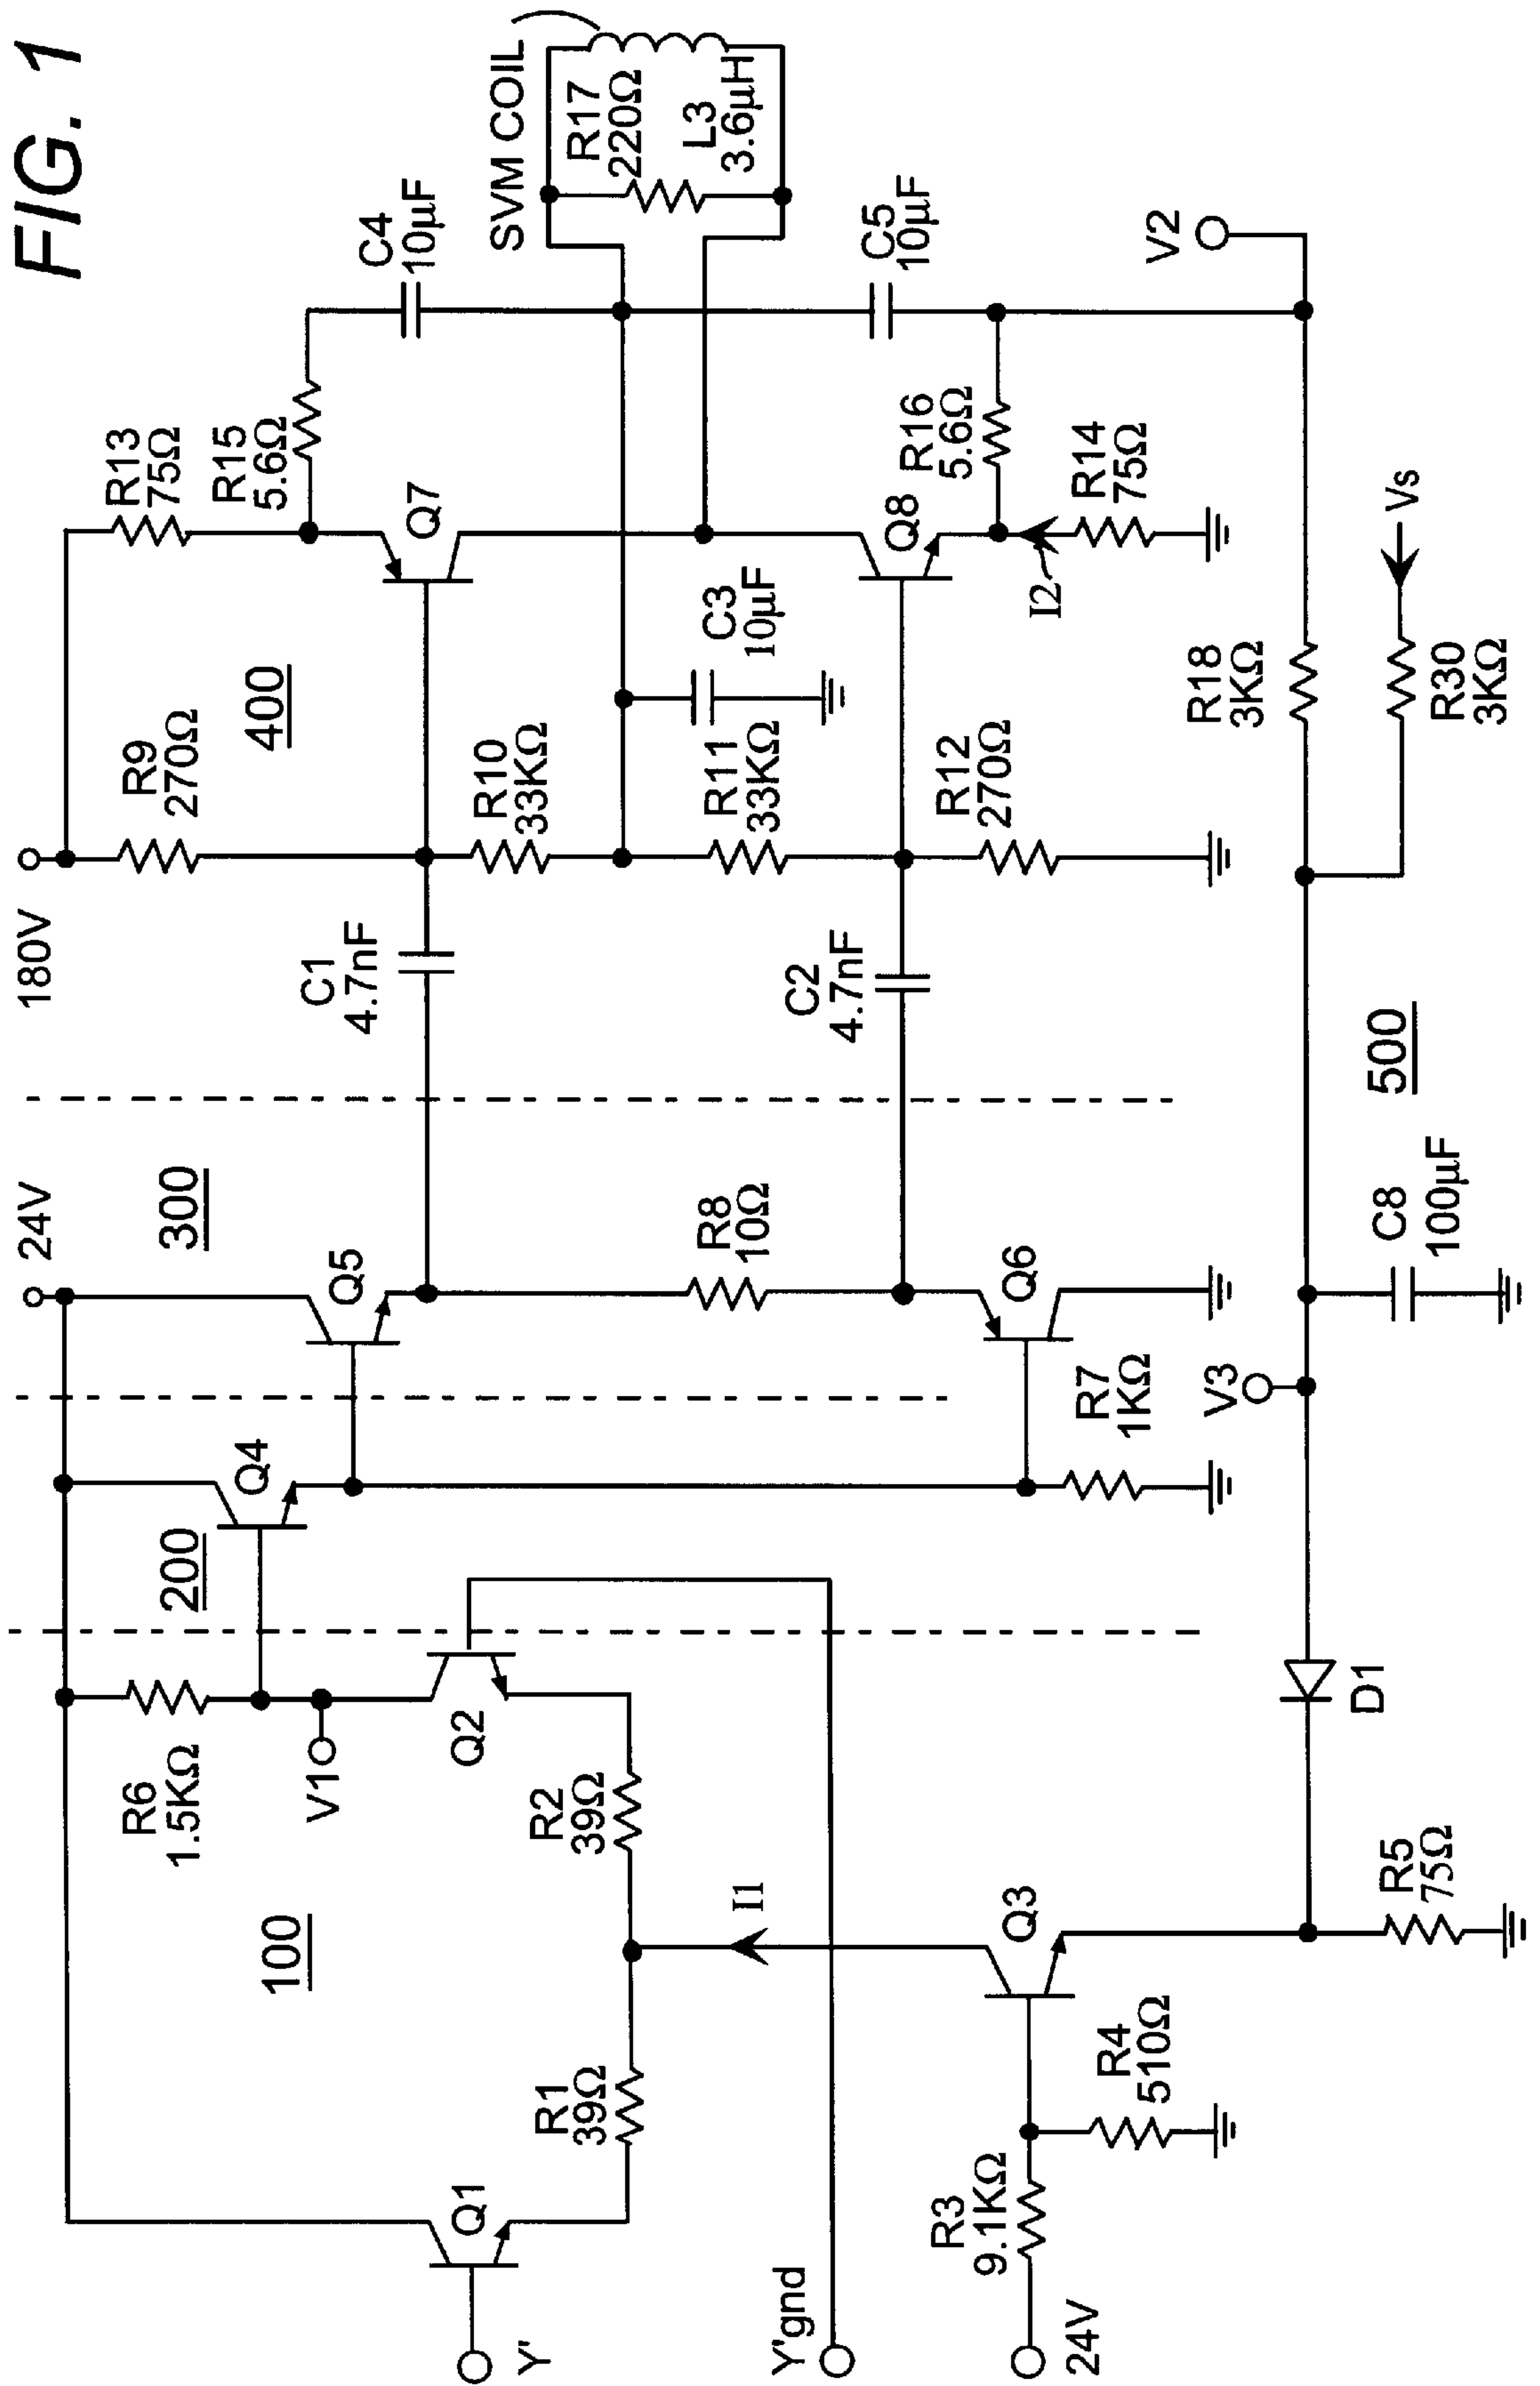 FIG. 1
SVM COIL
R17
220Ω
L3
3.6μH
C4
10μF
C5
10μF
V2
R13
75Ω
R15
5.6Ω
Q7
Q8
R16
5.6Ω
R14
75Ω
I2
Vs
C3
10μF
400
R9
270Ω
R10
33KΩ
R11
33KΩ
R12
270Ω
R18
3KΩ
R30
3KΩ
180V
C1
4.7nF
C2
4.7nF
500
24V
300
Q5
R8
10Ω
Q6
R7
1KΩ
V3
C8
100μF
Q4
200
R6
1.5KΩ
V1
Q2
R2
39Ω
D1
100
I1
Q3
R5
75Ω
R1
39Ω
R4
510Ω
Q1
R3
9.1KΩ
Y'
Y'gnd
24V